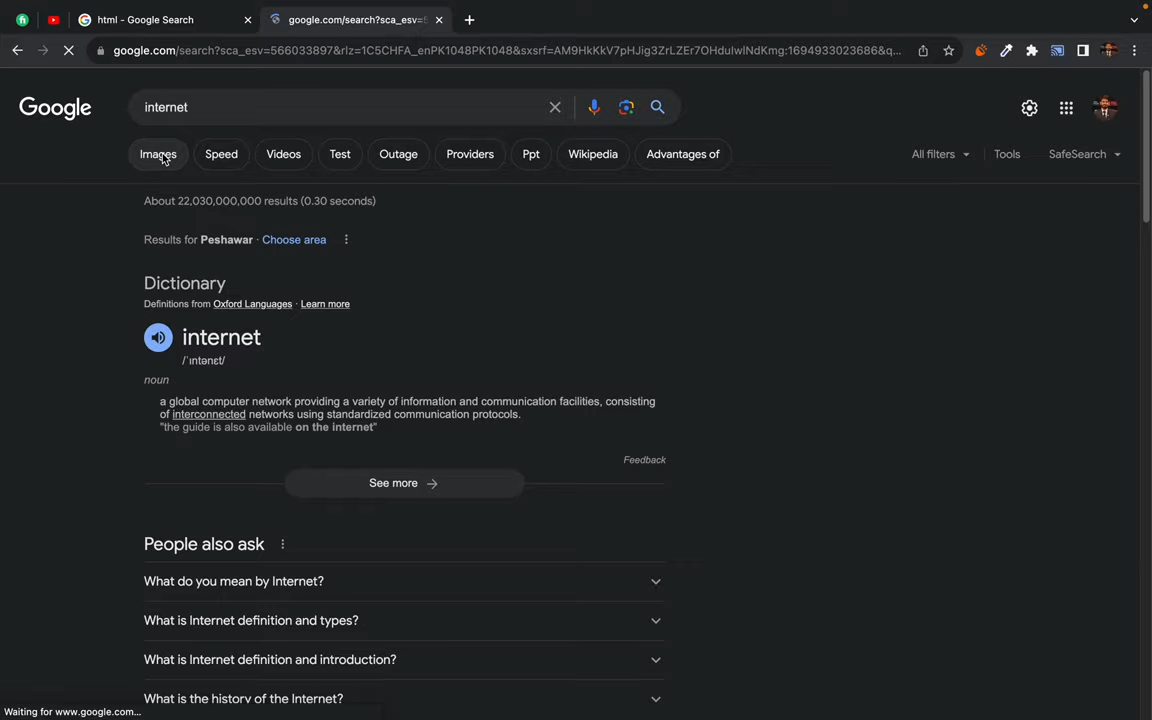 html - Google Search
google.com/search?sca_esv=5
google.com/search?sca_esv=566033897&rlz=1C5CHFA_enPK1048PK1048&sxsrf=AM9HkKkV7pHJig3ZrLZEr7OHduIwlNdKmg:1694933023686&q...
Google
internet
Images
Speed
Videos
Test
Outage
Providers
Ppt
Wikipedia
Advantages of
All filters
Tools
SafeSearch
About 22,030,000,000 results (0.30 seconds)
Results for Peshawar · Choose area
Dictionary
Definitions from Oxford Languages · Learn more
internet
/ˈɪntənɛt/
noun
a global computer network providing a variety of information and communication facilities, consisting
of interconnected networks using standardized communication protocols.
"the guide is also available on the internet"
Feedback
See more
People also ask
What do you mean by Internet?
What is Internet definition and types?
What is Internet definition and introduction?
What is the history of the Internet?
Waiting for www.google.com...